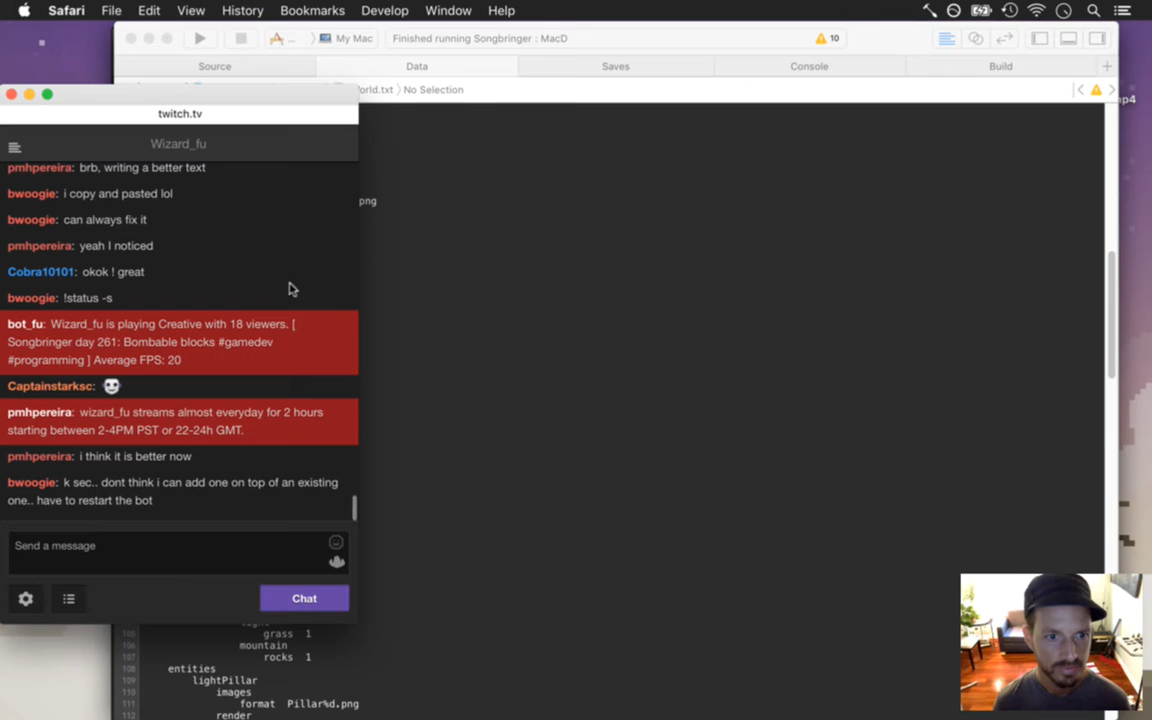 Safari File Edit View History Bookmarks Develop Window Help
My Mac
Finished running Songbringer : MacD
10
Source Data Saves Console Build
orld.txt No Selection
mp4
twitch.tv
Wizard_fu
png
pmhpereira: brb, writing a better text
bwoogie: i copy and pasted lol
bwoogie: can always fix it
pmhpereira: yeah I noticed
Cobra10101: okok ! great
bwoogie: !status -s
bot_fu: Wizard_fu is playing Creative with 18 viewers. [
Songbringer day 261: Bombable blocks #gamedev
#programming ] Average FPS: 20
Captainstarksc:
pmhpereira: wizard_fu streams almost everyday for 2 hours
starting between 2-4PM PST or 22-24h GMT.
pmhpereira: i think it is better now
bwoogie: k sec.. dont think i can add one on top of an existing
one.. have to restart the bot
Send a message
Chat
105 grass 1
106 mountain
107 rocks 1
108 entities
109 lightPillar
110 images
111 format Pillar%d.png
112 render